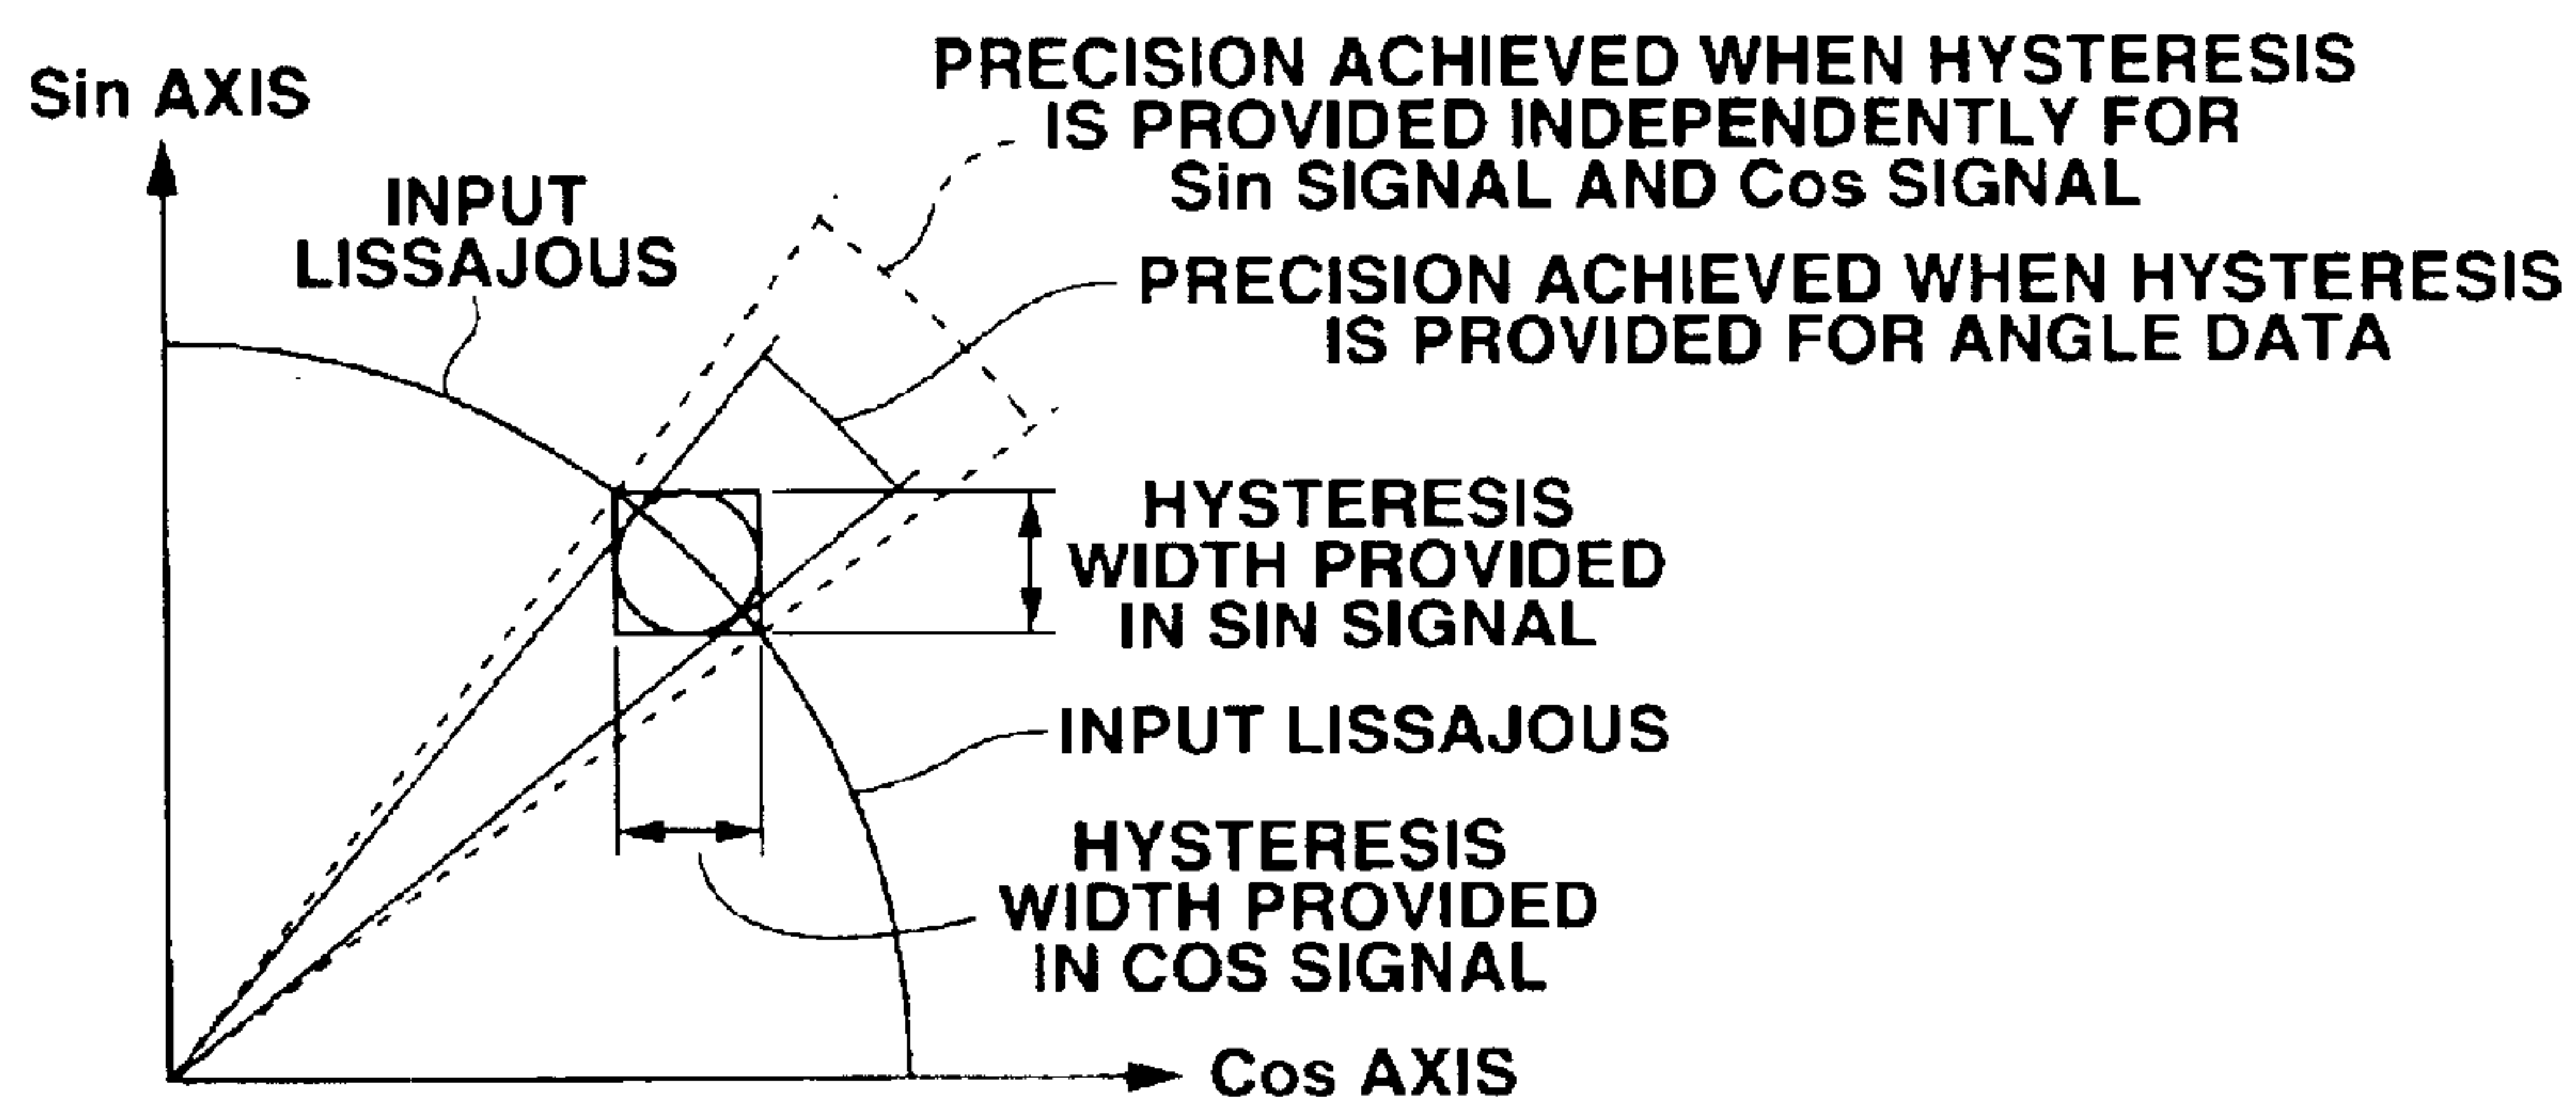 Sin AXIS
INPUT
LISSAJOUS
PRECISION ACHIEVED WHEN HYSTERESIS
IS PROVIDED INDEPENDENTLY FOR
Sin SIGNAL AND Cos SIGNAL
PRECISION ACHIEVED WHEN HYSTERESIS
IS PROVIDED FOR ANGLE DATA
HYSTERESIS
WIDTH PROVIDED
IN SIN SIGNAL
INPUT LISSAJOUS
HYSTERESIS
WIDTH PROVIDED
IN COS SIGNAL
Cos AXIS